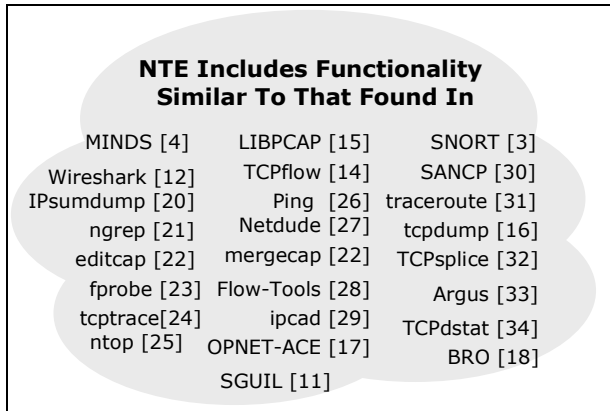 NTE Includes Functionality
Similar To That Found In
MINDS [4] LIBPCAP [15] SNORT [3]
Wireshark [12] TCPflow [14] SANCP [30]
IPsumdump [20] Ping [26] traceroute [31]
ngrep [21] Netdude [27] tcpdump [16]
editcap [22] mergecap [22] TCPsplice [32]
fprobe [23] Flow-Tools [28] Argus [33]
tcptrace[24] ipcad [29] TCPdstat [34]
ntop [25] OPNET-ACE [17] BRO [18]
SGUIL [11]